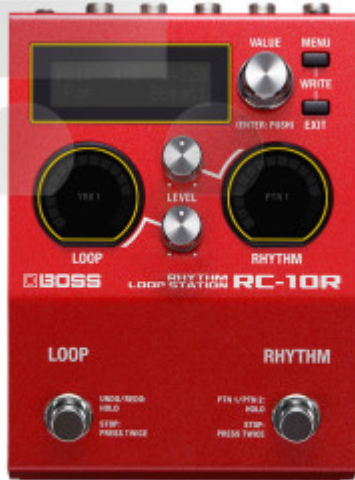 VALUE
MENU
WRITE
(ENTER: PUSH)
EXIT
TRK 1
LEVEL
PTN 1
LOOP
RHYTHM
BOSS
RHYTHM
LOOP STATION
RC-10R
LOOP
RHYTHM
UNDO/REDO:
HOLD
STOP:
PRESS TWICE
PTN 1/PTN 2:
HOLD
STOP:
PRESS TWICE